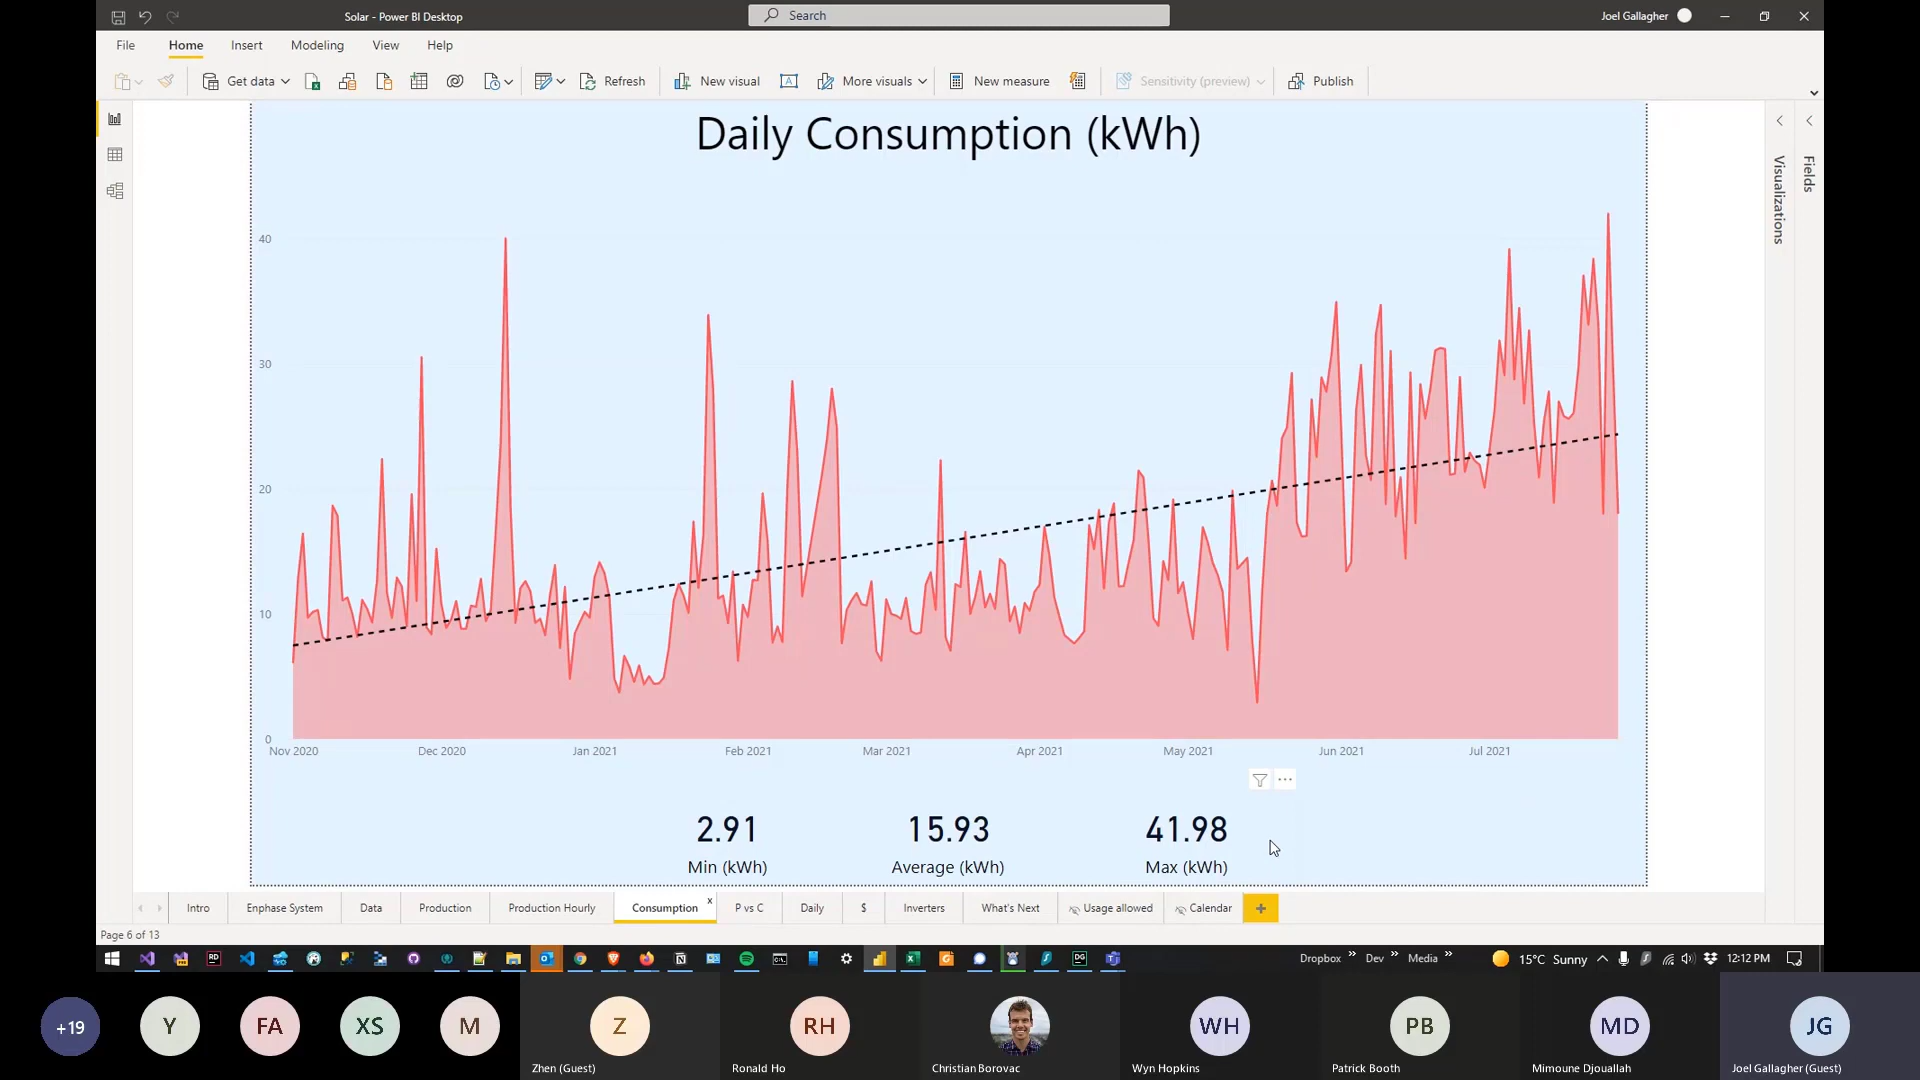 Solar - Power BI Desktop
Search
Joel Gallagher
File Home Insert Modeling View Help
Get data Refresh New visual More visuals New measure Sensitivity (preview) Publish
Daily Consumption (kWh)
Visualizations
Fields
40
30
20
10
0
Nov 2020 Dec 2020 Jan 2021 Feb 2021 Mar 2021 Apr 2021 May 2021 Jun 2021 Jul 2021
2.91 15.93 41.98
Min (kWh) Average (kWh) Max (kWh)
Intro Enphase System Data Production Production Hourly Consumption x P vs C Daily $ Inverters What's Next Usage allowed Calendar +
Page 6 of 13
RD DG Dropbox Dev Media 15°C Sunny 12:12 PM
+19 Y FA XS M Z RH WH PB MD JG
Zhen (Guest) Ronald Ho Christian Borovac Wyn Hopkins Patrick Booth Mimoune Djouallah Joel Gallagher (Guest)